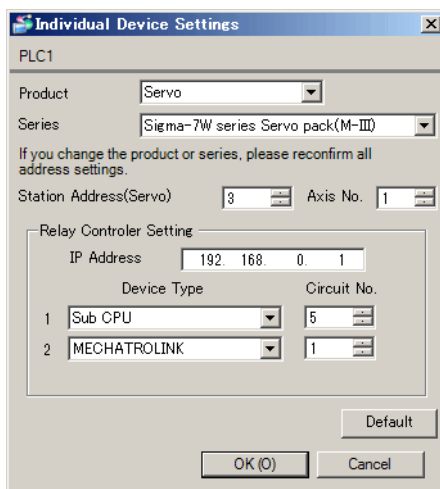 Individual Device Settings
PLC1
Product Servo
Series Sigma-7W series Servo pack(M-III)
If you change the product or series, please reconfirm all
address settings.
Station Address(Servo) 3 Axis No. 1
Relay Controler Setting
IP Address 192. 168. 0. 1
Device Type Circuit No.
1 Sub CPU 5
2 MECHATROLINK 1
Default
OK (O) Cancel